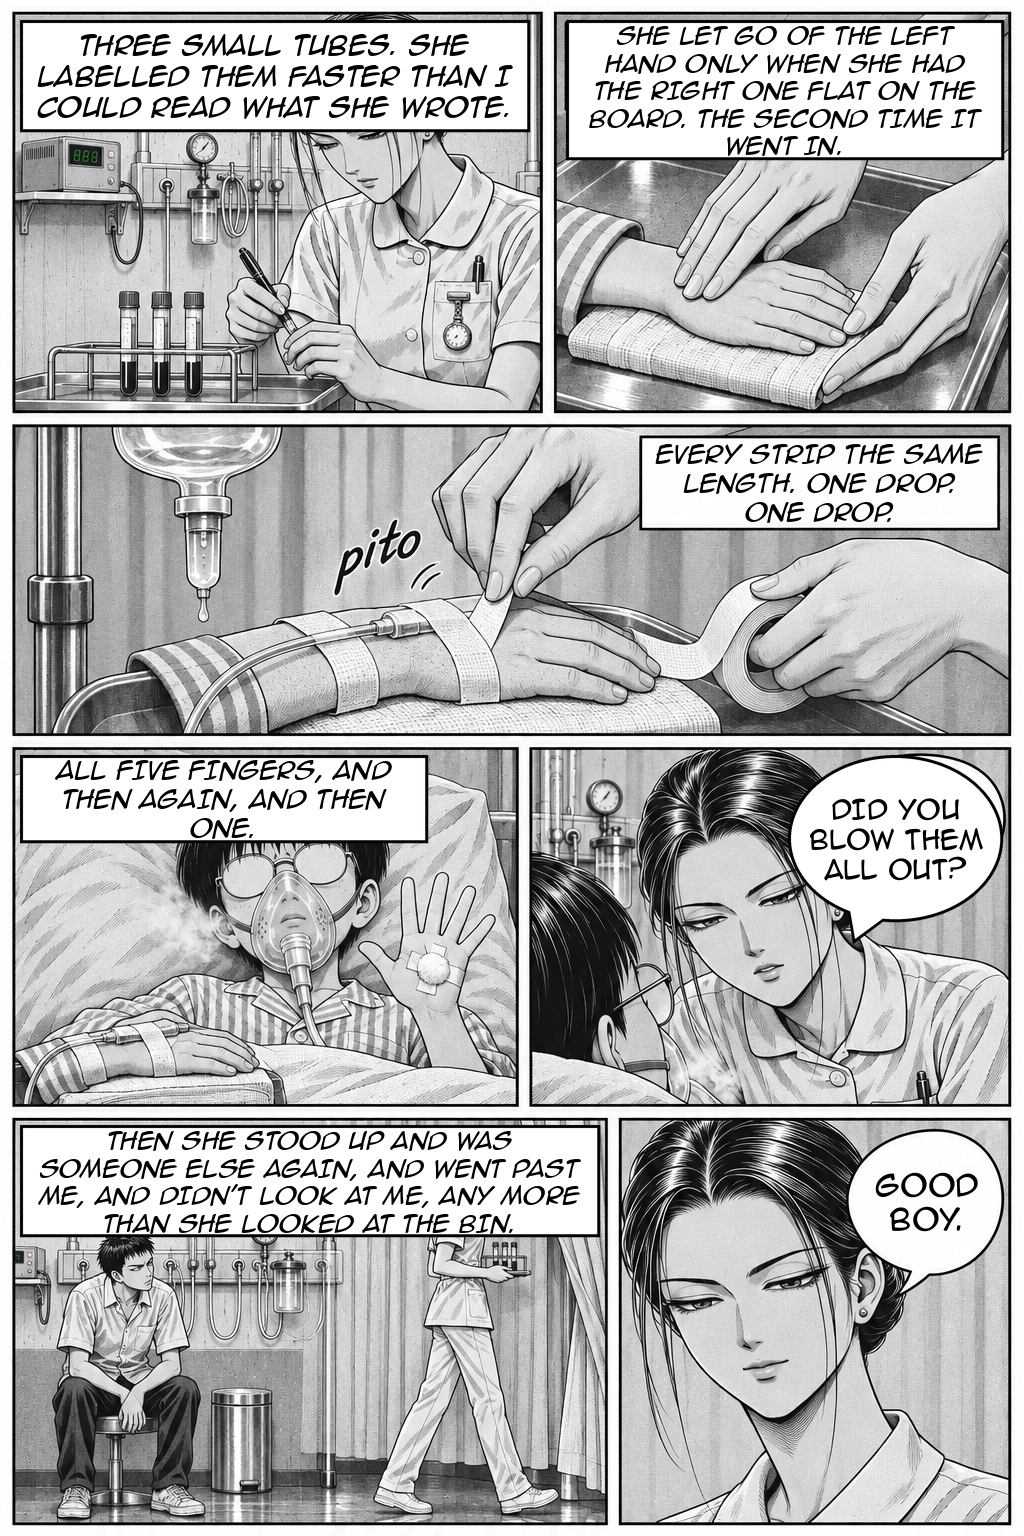 THREE SMALL TUBES. SHE
LABELLED THEM FASTER THAN I
COULD READ WHAT SHE WROTE.
SHE LET GO OF THE LEFT
HAND ONLY WHEN SHE HAD
THE RIGHT ONE FLAT ON THE
BOARD. THE SECOND TIME IT
WENT IN.
888
EVERY STRIP THE SAME
LENGTH. ONE DROP.
ONE DROP.
pito
ALL FIVE FINGERS, AND
THEN AGAIN, AND THEN
ONE.
DID YOU
BLOW THEM
ALL OUT?
THEN SHE STOOD UP AND WAS
SOMEONE ELSE AGAIN, AND WENT PAST
ME, AND DIDN'T LOOK AT ME, ANY MORE
THAN SHE LOOKED AT THE BIN.
GOOD
BOY.